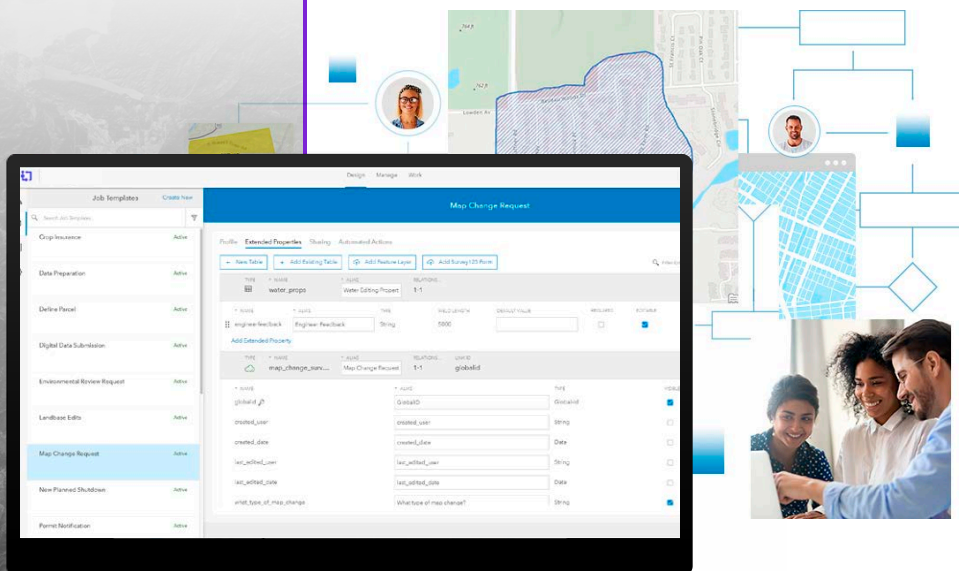 Design Manage Work
Job Templates Create New
Search Job Templates...
Crop Insurance Active
Data Preparation Active
Define Parcel Active
Digital Data Submission Active
Environmental Review Request Active
Landbase Edits Active
Map Change Request Active
New Planned Shutdown Active
Permit Notification Active
Map Change Request
Profile Extended Properties Sharing Automated Actions
+ New Table + Add Existing Table Add Feature Layer Add Survey123 Form
TYPE * NAME * ALIAS RELATIONS...
water_props Water Editing Propert 1-1
* NAME * ALIAS TYPE FIELD LENGTH DEFAULT VALUE REQUIRED EDITABLE
engineerfeedback Engineer Feedback String 5000
Add Extended Property
TYPE * NAME * ALIAS RELATIONS... LINK ID
map_change_surv... Map Change Request 1-1 globalid
* NAME * ALIAS TYPE
globalid GlobalID GlobalId
created_user created_user String
created_date created_date Date
last_edited_user last_edited_user String
last_edited_date last_edited_date Date
what_type_of_map_change What type of map change? String